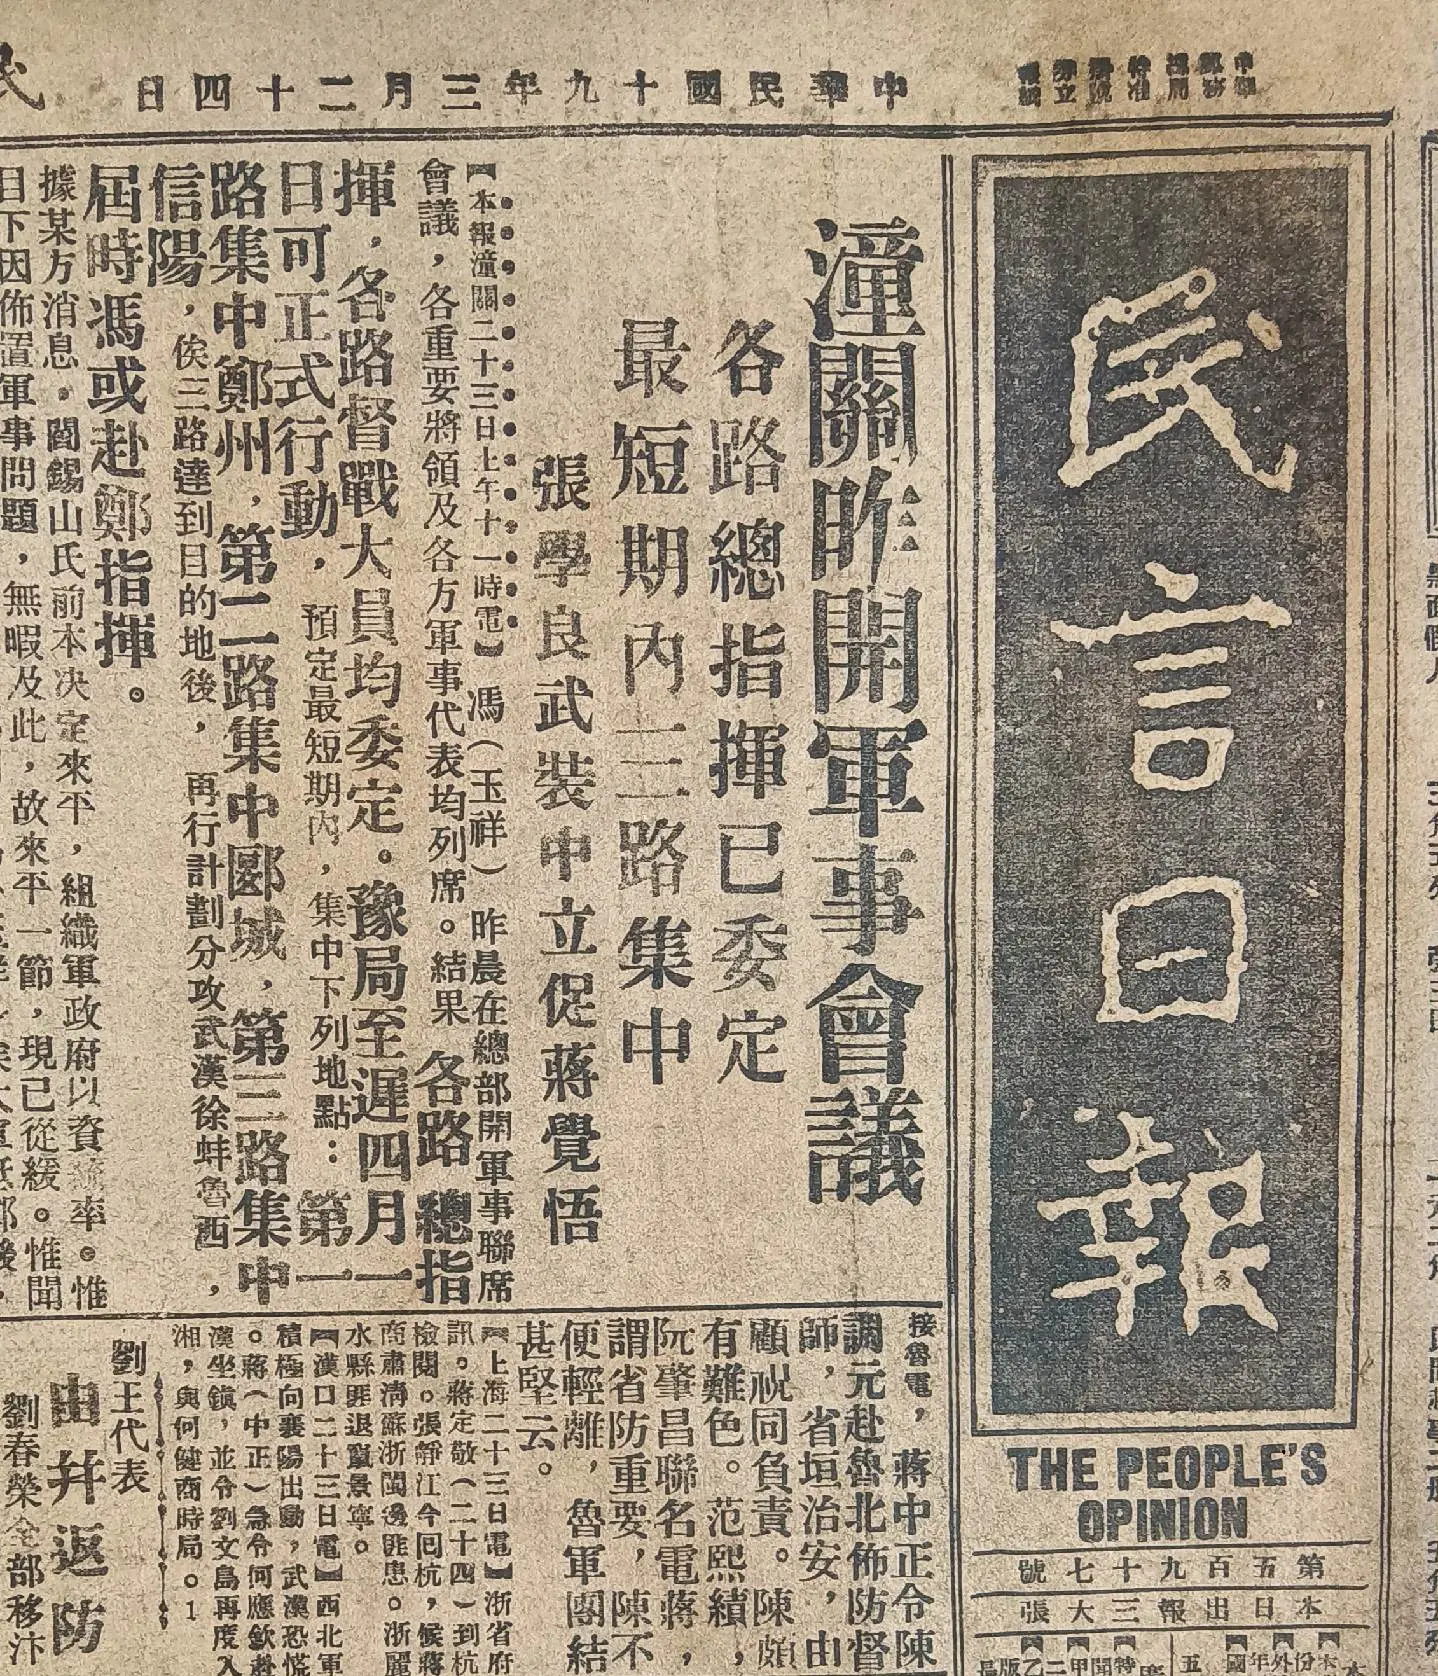 中華民國十九年三月二十四日
民言日報
THE PEOPLE'S
OPINION
第五百九十七號
本日出報三大張
潼關昨開軍事會議
各路總指揮已委定
最短期內三路集中
張學良武裝中立促蔣覺悟
【本報潼關二十三日上午十一時電】馮（玉祥）昨晨在總部開軍事聯席
會議，各重要將領及各方軍事代表均列席。結果各路總指
揮，各路督戰大員均委定。豫局至遲四月一
日可正式行動，預定最短期內，集中下列地點：第一
路集中鄭州，第二路集中郾城，第三路集中
信陽，俟三路達到目的地後，再行計劃分攻武漢徐蚌魯西，
屆時馮或赴鄭指揮。
據某方消息，閻錫山氏前本决定來平，組織軍政府以資統率。惟
目下因佈置軍事問題，無暇及此，故來平一節，現已從緩。惟聞
接魯電，蔣中正令陳
調元赴魯北佈防督
師，省垣治安，由
顧祝同負責。陳頗
有難色。范熙績，
阮肇昌聯名電蔣，
謂省防重要，陳不
便輕離，魯軍團結
甚堅云。
【上海二十三日電】浙省府
訊。蔣定敬（二十四）到杭
檢閱。張靜江今回杭，候蔣
商肅清蘇浙閩邊匪患。浙麗
水縣匪退竄景寧。
【漢口二十三日電】西北軍
積極向襄陽出動，武漢恐慌
。蔣（中正）急令何應欽赴
漢坐鎮，並令劉文島再度入
湘，與何健商時局。1
劉王代表
由井返防
劉春榮全部移汴